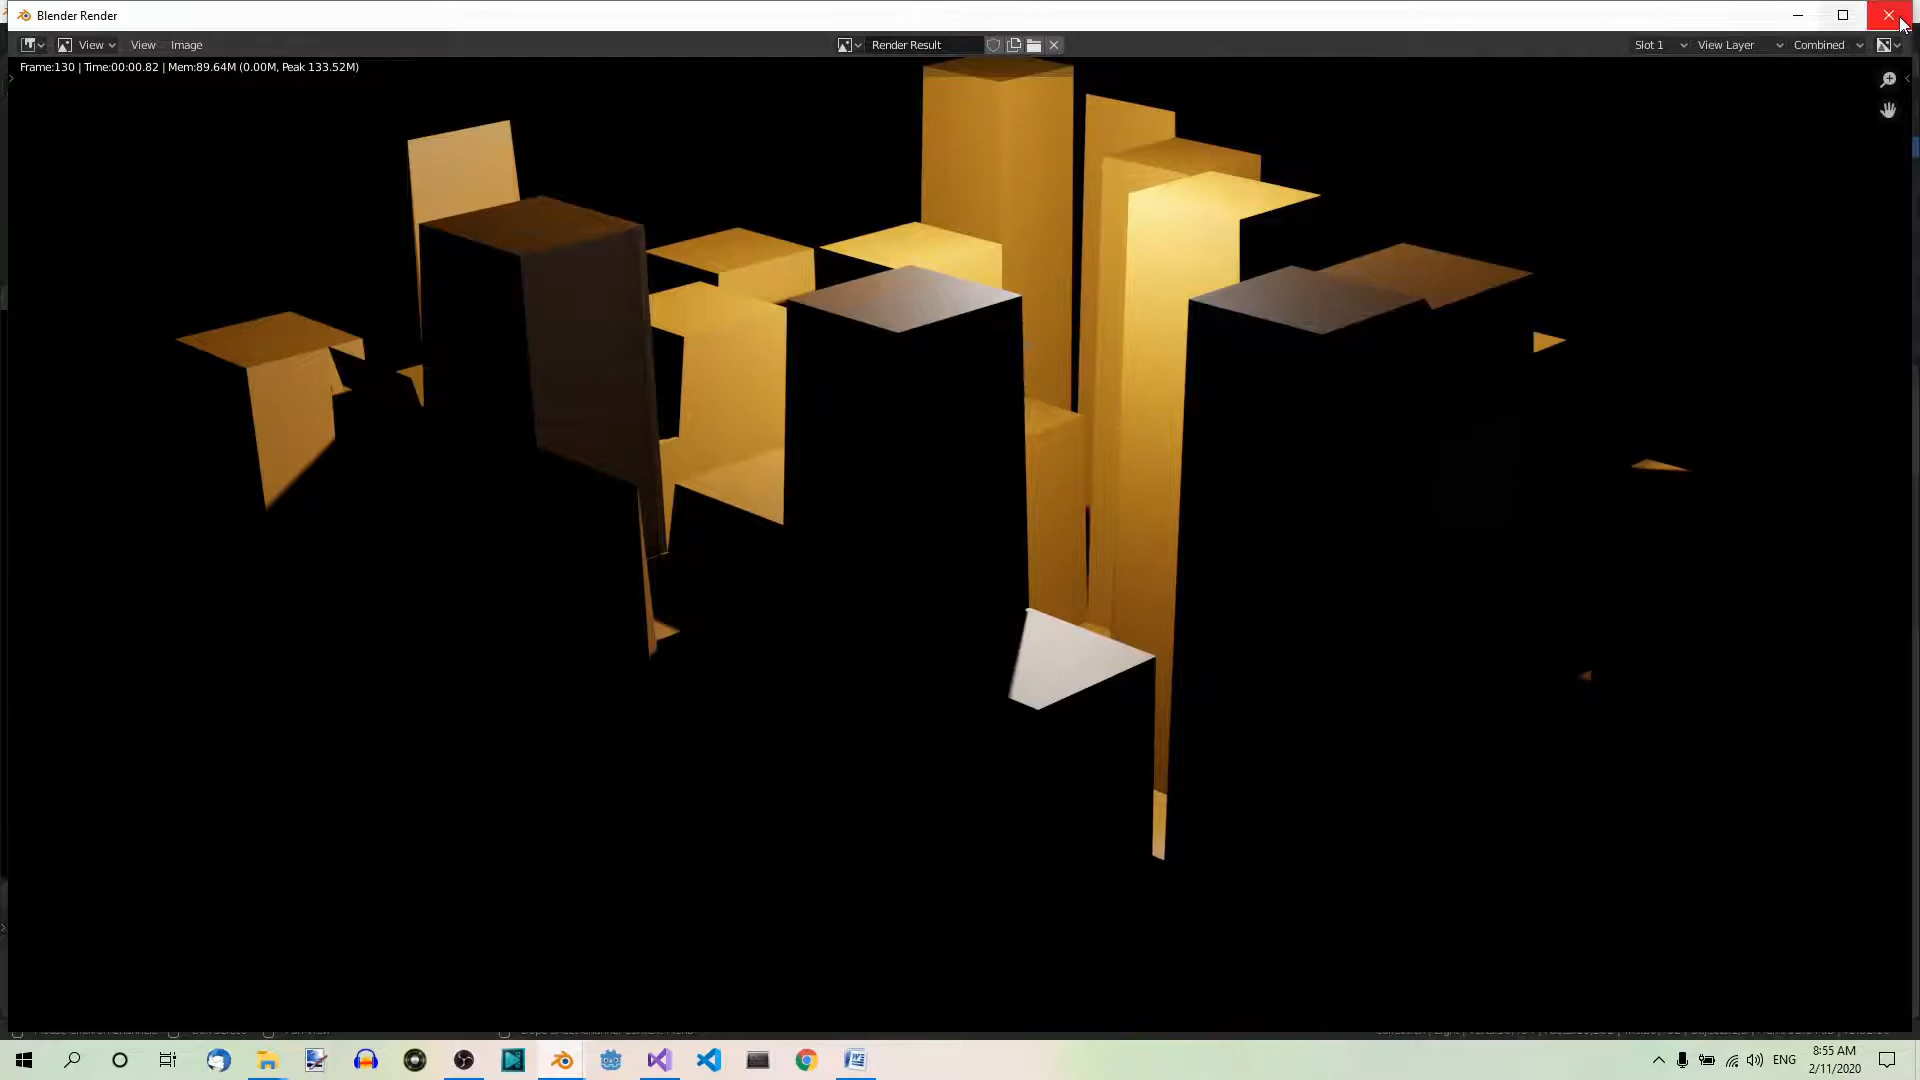 Blender Render
View View Image Render Result Slot 1 View Layer Combined
Frame:130 | Time:00:00.82 | Mem:89.64M (0.00M, Peak 133.52M)
ENG
8:55 AM
2/11/2020